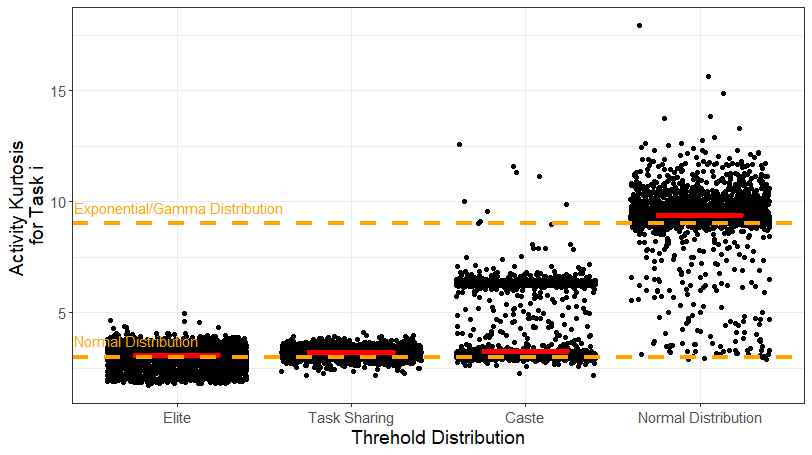 Activity Kurtosis
for Task i
15
10
5
Exponential/Gamma Distribution
Normal Distribution
Elite
Task Sharing
Caste
Normal Distribution
Threhold Distribution